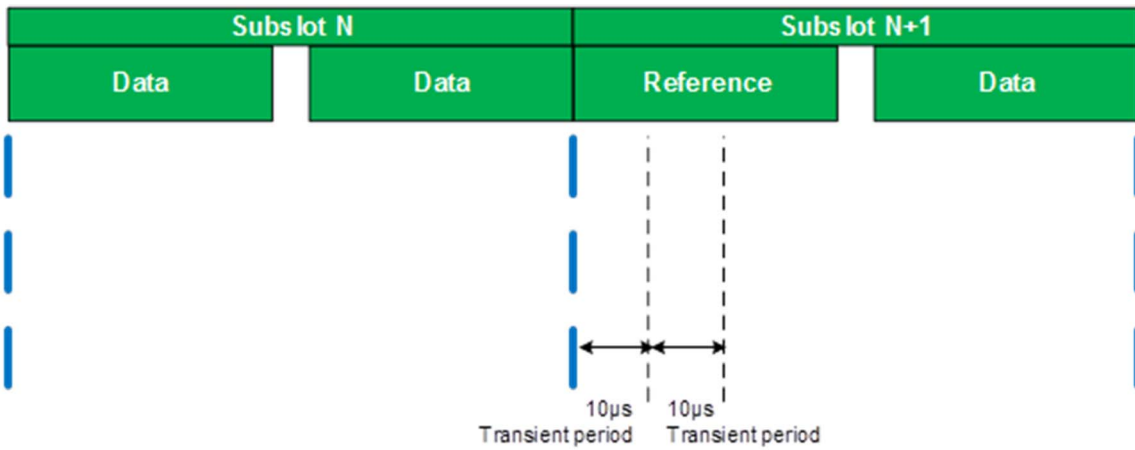 Subslot N Subslot N+1
Data Data Reference Data
10µs 10µs
Transient period Transient period